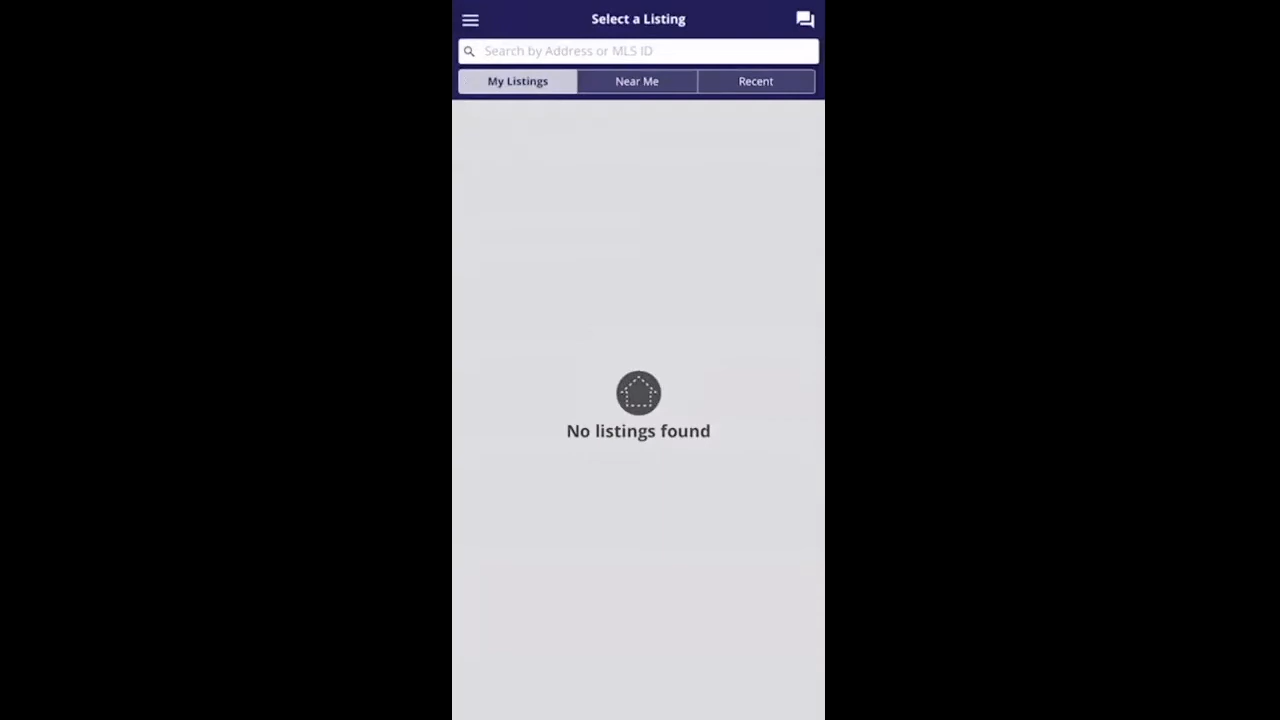 Select a Listing
Search by Address or MLS ID
My Listings Near Me Recent
No listings found